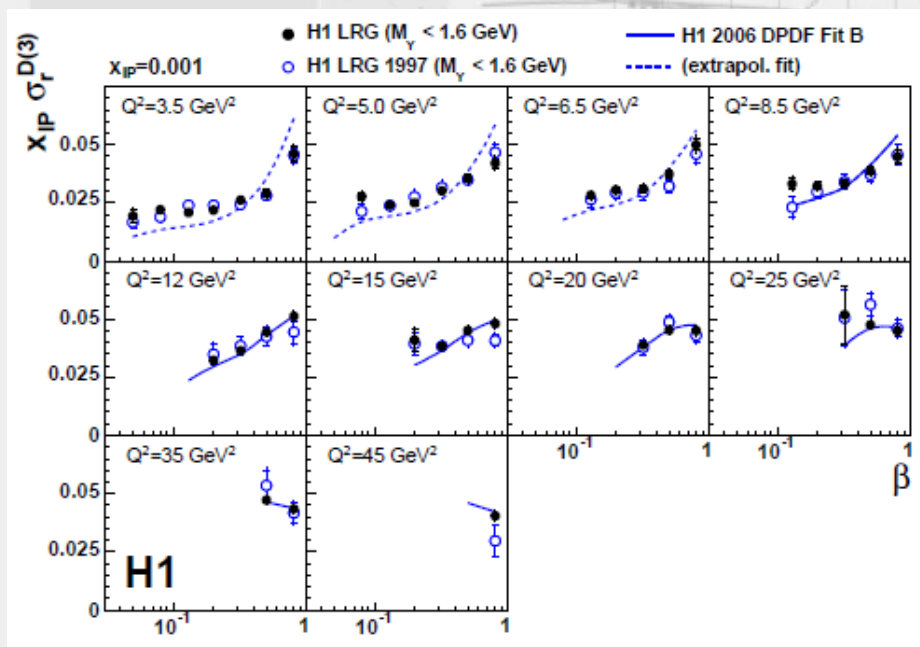 ● H1 LRG (M_Y < 1.6 GeV) — H1 2006 DPDF Fit B
x_IP=0.001 ○ H1 LRG 1997 (M_Y < 1.6 GeV) ---- (extrapol. fit)
x_IP σ_r^D(3)
Q²=3.5 GeV² Q²=5.0 GeV² Q²=6.5 GeV² Q²=8.5 GeV²
0.05
0.025
0
Q²=12 GeV² Q²=15 GeV² Q²=20 GeV² Q²=25 GeV²
0.05
0.025
0
10⁻¹ 1 10⁻¹ 1
Q²=35 GeV² Q²=45 GeV² β
0.05
0.025
H1
0
10⁻¹ 1 10⁻¹ 1